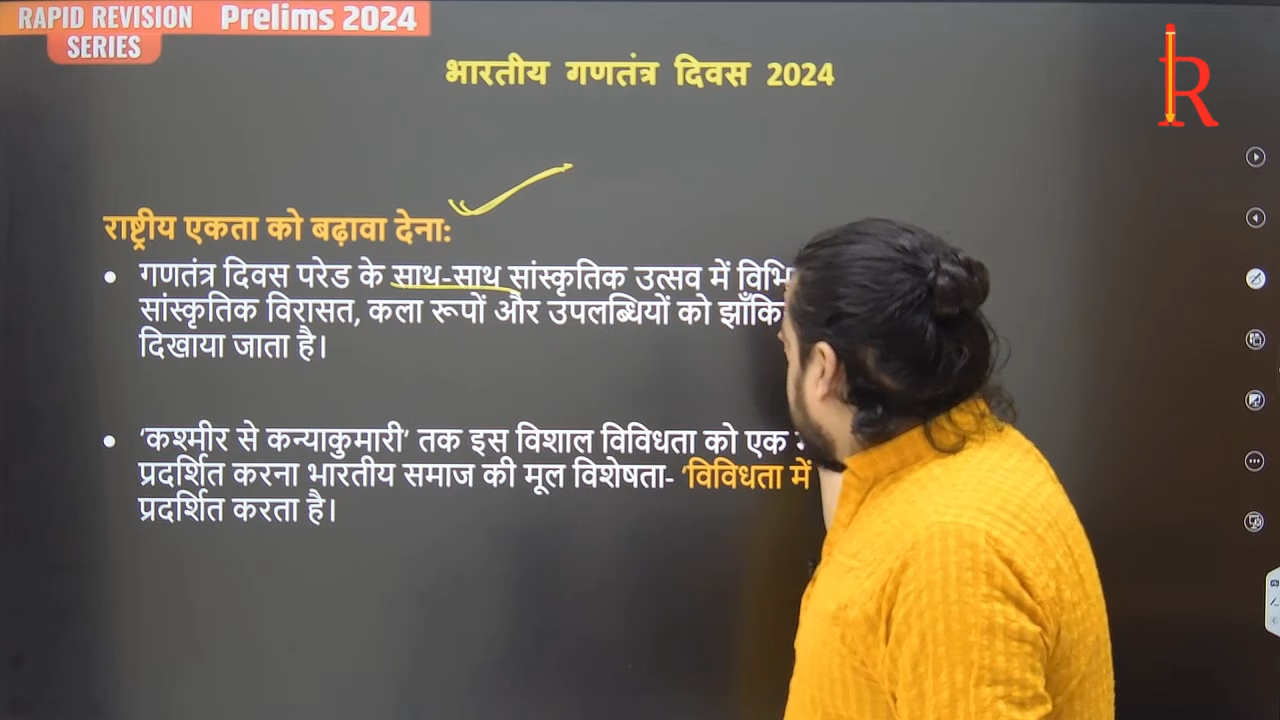 RAPID REVISION Prelims 2024
SERIES
भारतीय गणतंत्र दिवस 2024
राष्ट्रीय एकता को बढ़ावा देना:
• गणतंत्र दिवस परेड के साथ-साथ सांस्कृतिक उत्सव में
सांस्कृतिक विरासत, कला रूपों और उपलब्धियों को
दिखाया जाता है।
• 'कश्मीर से कन्याकुमारी' तक इस विशाल विविधता को एक
प्रदर्शित करना भारतीय समाज की मूल विशेषता- 'विविधता में
प्रदर्शित करता है।